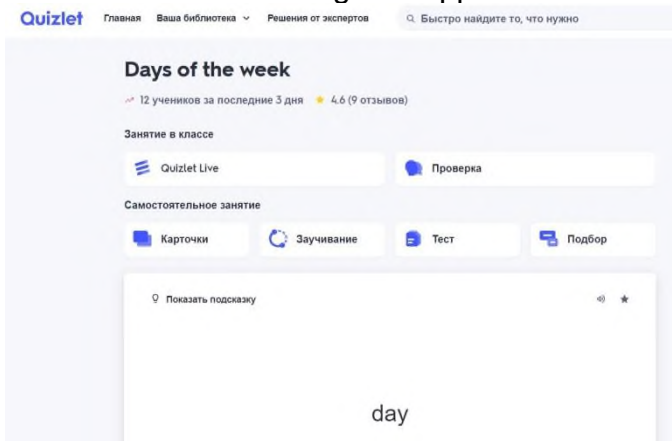 Quizlet Главная Ваша библиотека Решения от экспертов Быстро найдите то, что нужно
Days of the week
12 учеников за последние 3 дня 4.6 (9 отзывов)
Занятие в классе
Quizlet Live Проверка
Самостоятельное занятие
Карточки Заучивание Тест Подбор
Показать подсказку
day